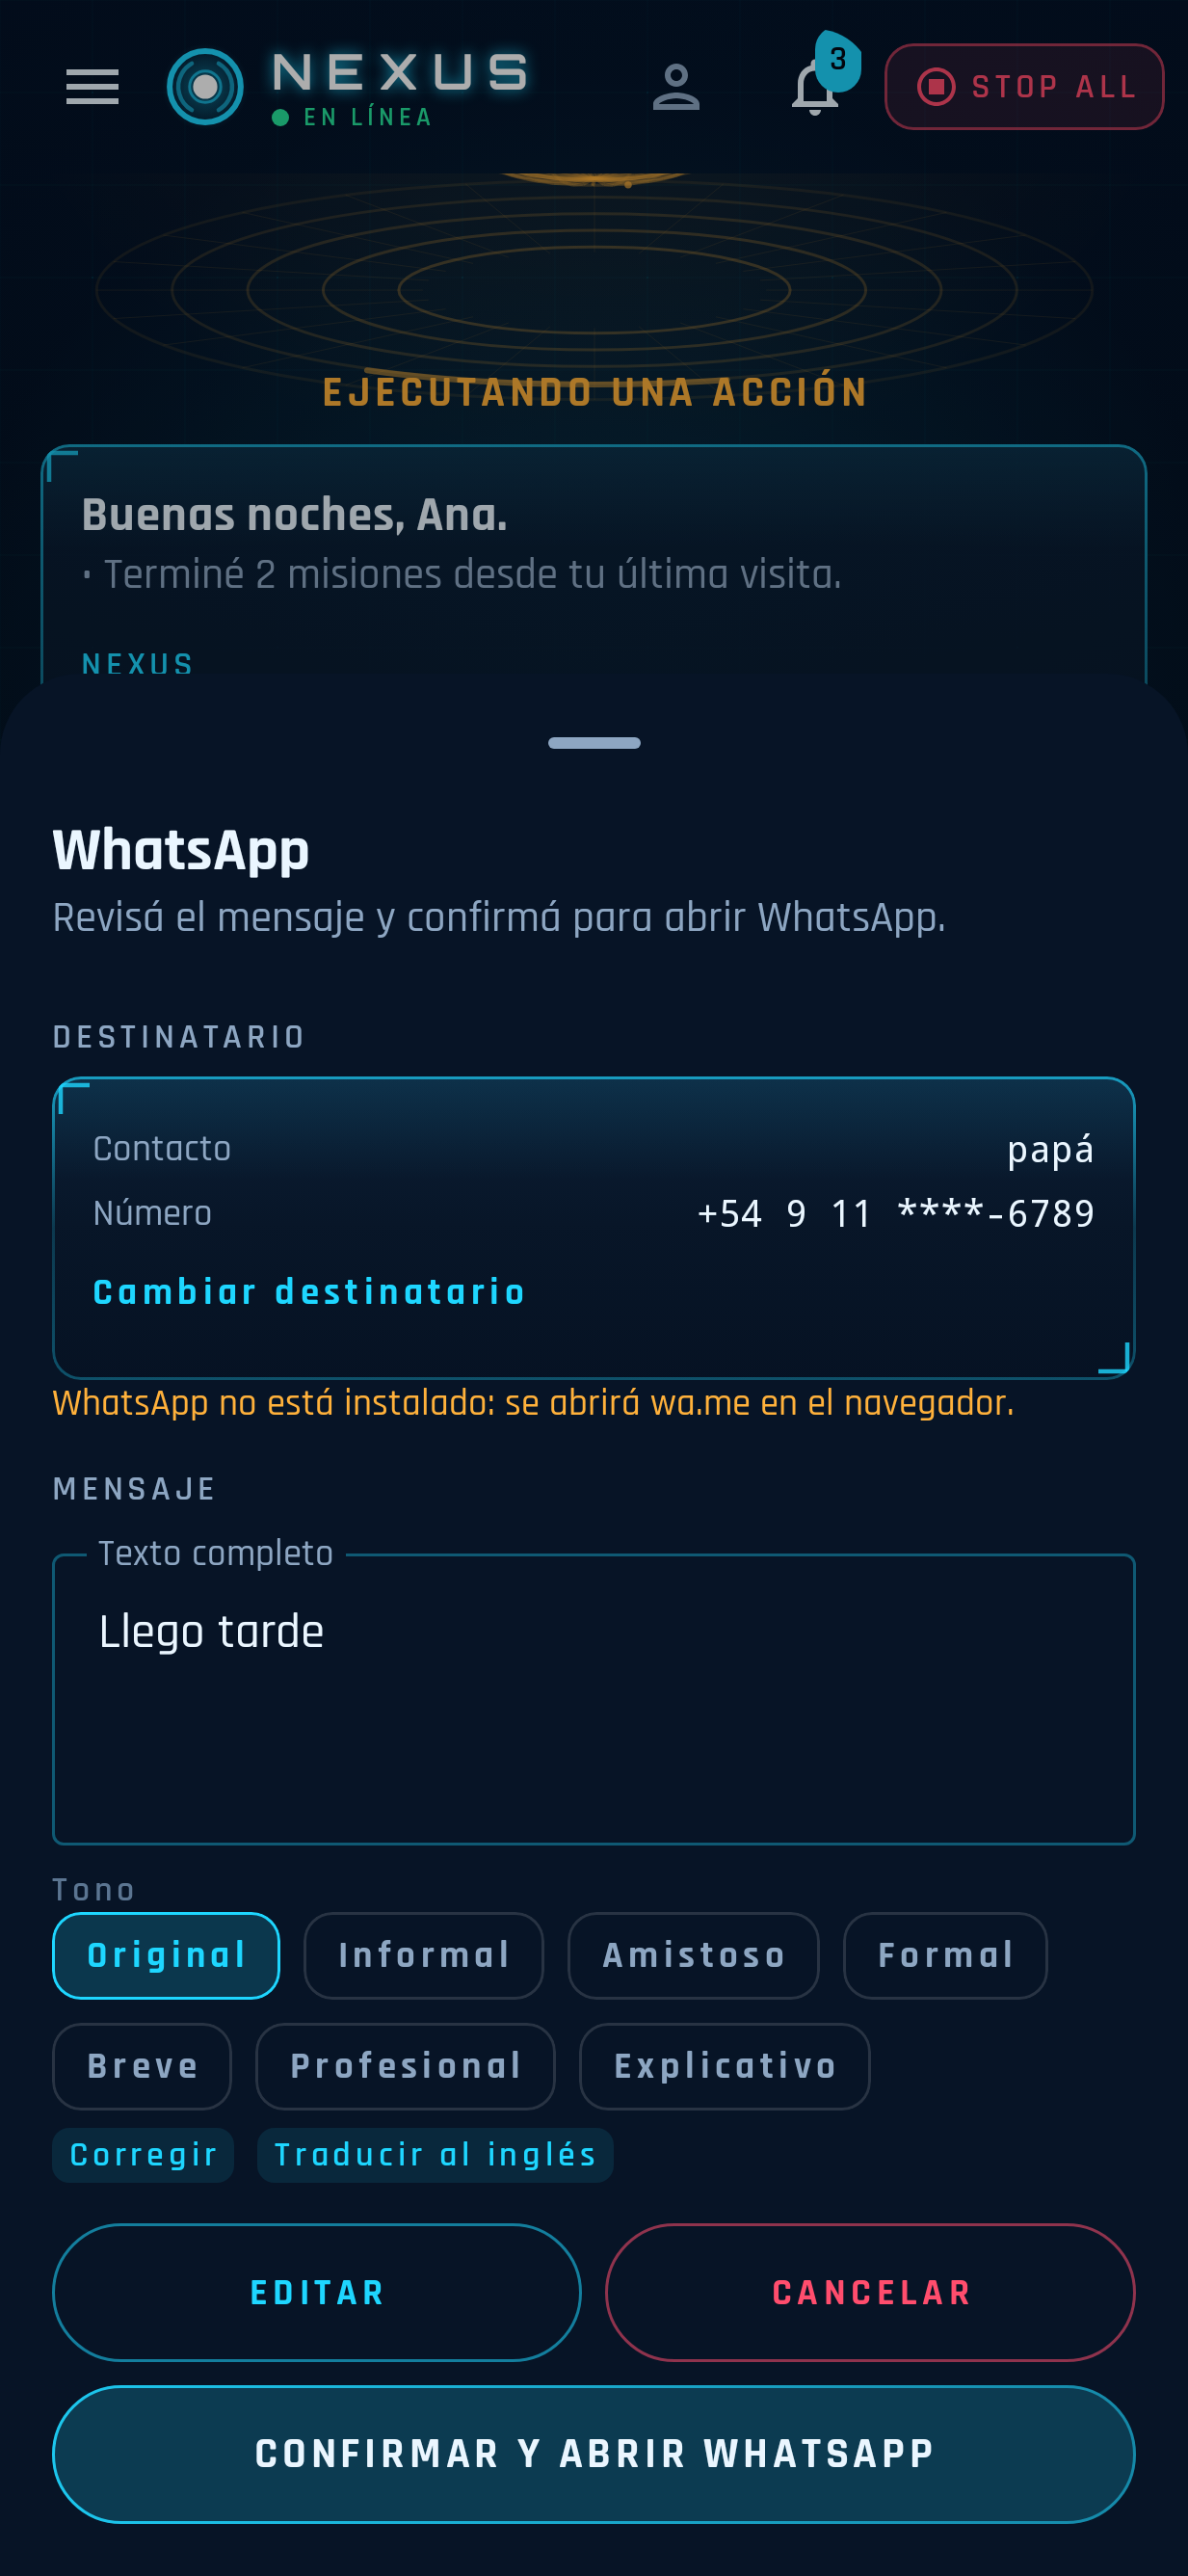 NEXUS
EN LÍNEA
3
STOP ALL
EJECUTANDO UNA ACCIÓN
Buenas noches, Ana.
• Terminé 2 misiones desde tu última visita.
NEXUS
WhatsApp
Revisá el mensaje y confirmá para abrir WhatsApp.
DESTINATARIO
Contacto papá
Número +54 9 11 ****-6789
Cambiar destinatario
WhatsApp no está instalado: se abrirá wa.me en el navegador.
MENSAJE
Texto completo
Llego tarde
Tono
Original Informal Amistoso Formal
Breve Profesional Explicativo
Corregir Traducir al inglés
EDITAR CANCELAR
CONFIRMAR Y ABRIR WHATSAPP